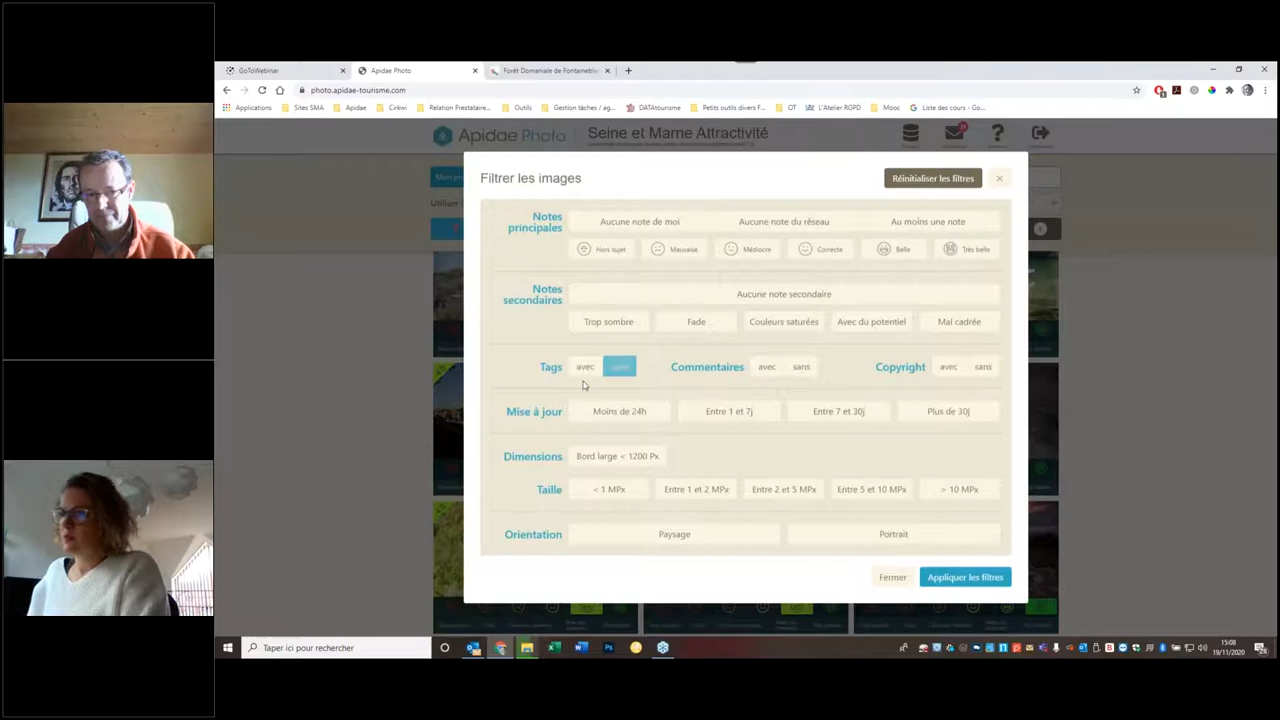 GoToWebinar
Apidae Photo
Forêt Domaniale de Fontaineble
photo.apidae-tourisme.com
Applications
Sites SMA
Apidae
Cirkwi
Relation Prestataire...
Outils
Gestion tâches / ag...
DATAtourisme
Petits outils divers F...
OT
L'Atelier RGPD
Mooc
Liste des cours - Go...
Apidae Photo
Seine et Marne Attractivité
Filtrer les images
Réinitialiser les filtres
Notes principales
Aucune note de moi
Aucune note du réseau
Au moins une note
Hors sujet
Mauvaise
Médiocre
Correcte
Belle
Très belle
Notes secondaires
Aucune note secondaire
Trop sombre
Fade
Couleurs saturées
Avec du potentiel
Mal cadrée
Tags
avec
Commentaires
avec
sans
Copyright
avec
sans
Mise à jour
Moins de 24h
Entre 1 et 7j
Entre 7 et 30j
Plus de 30j
Dimensions
Bord large < 1200 Px
Taille
< 1 MPx
Entre 1 et 2 MPx
Entre 2 et 5 MPx
Entre 5 et 10 MPx
> 10 MPx
Orientation
Paysage
Portrait
Fermer
Appliquer les filtres
Taper ici pour rechercher
15:08
19/11/2020